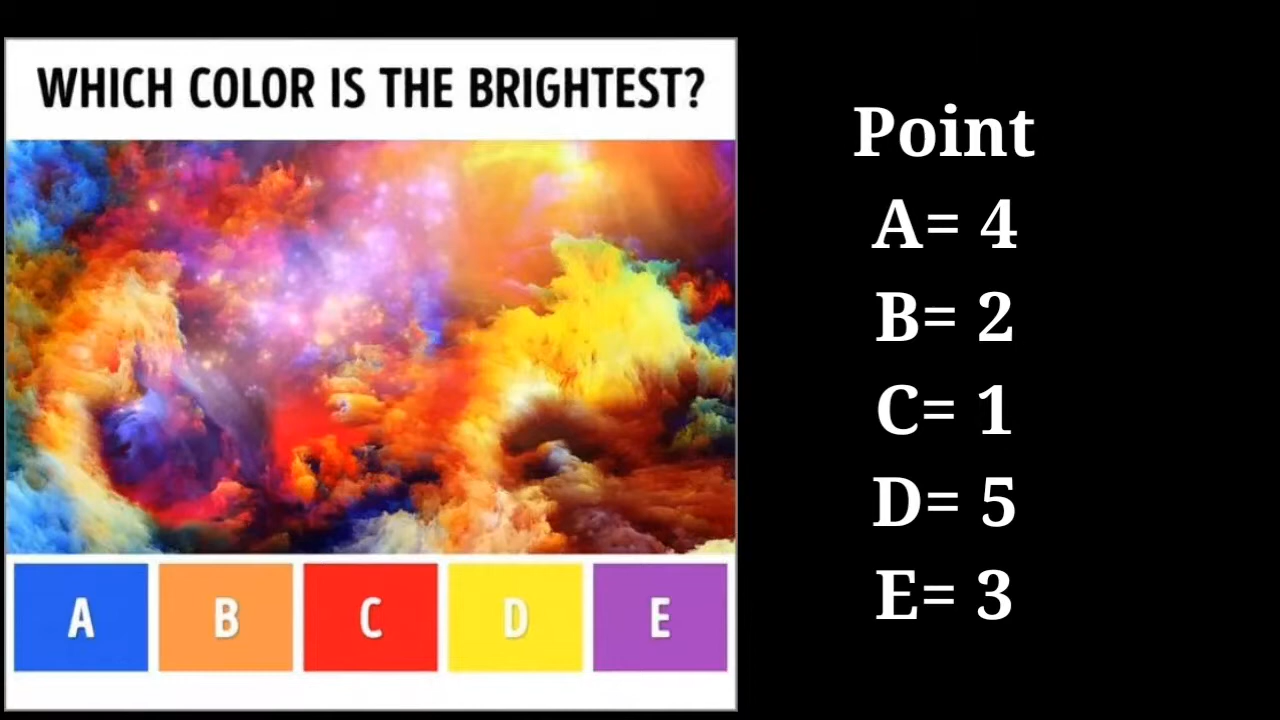 WHICH COLOR IS THE BRIGHTEST?
A
B
C
D
E
Point
A= 4
B= 2
C= 1
D= 5
E= 3